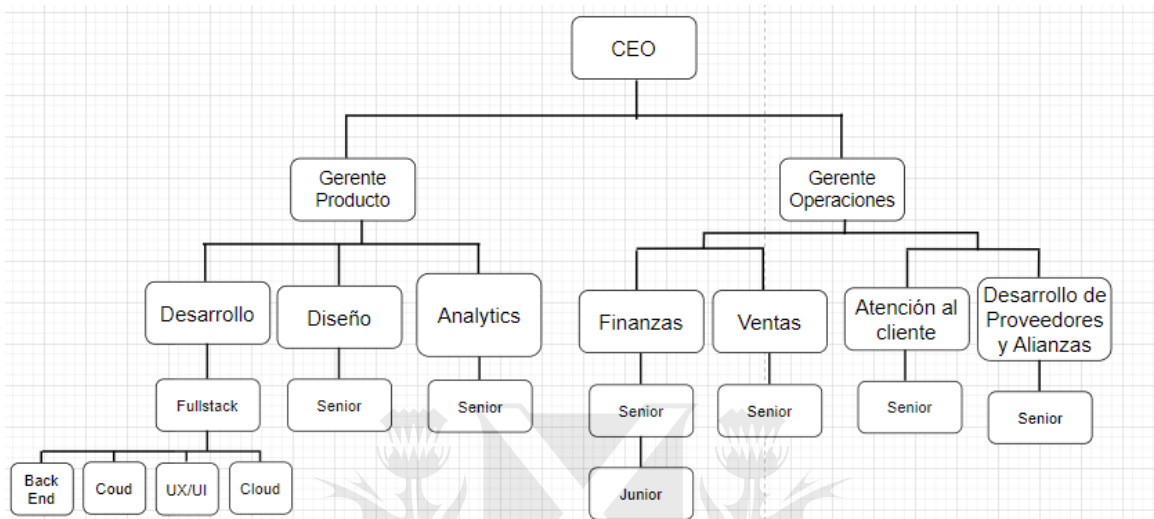 CEO
Gerente
Producto
Gerente
Operaciones
Desarrollo
Diseño
Analytics
Finanzas
Ventas
Atención al
cliente
Desarrollo de
Proveedores
y Alianzas
Fullstack
Senior
Senior
Senior
Senior
Senior
Senior
Back
End
Coud
UX/UI
Cloud
Junior